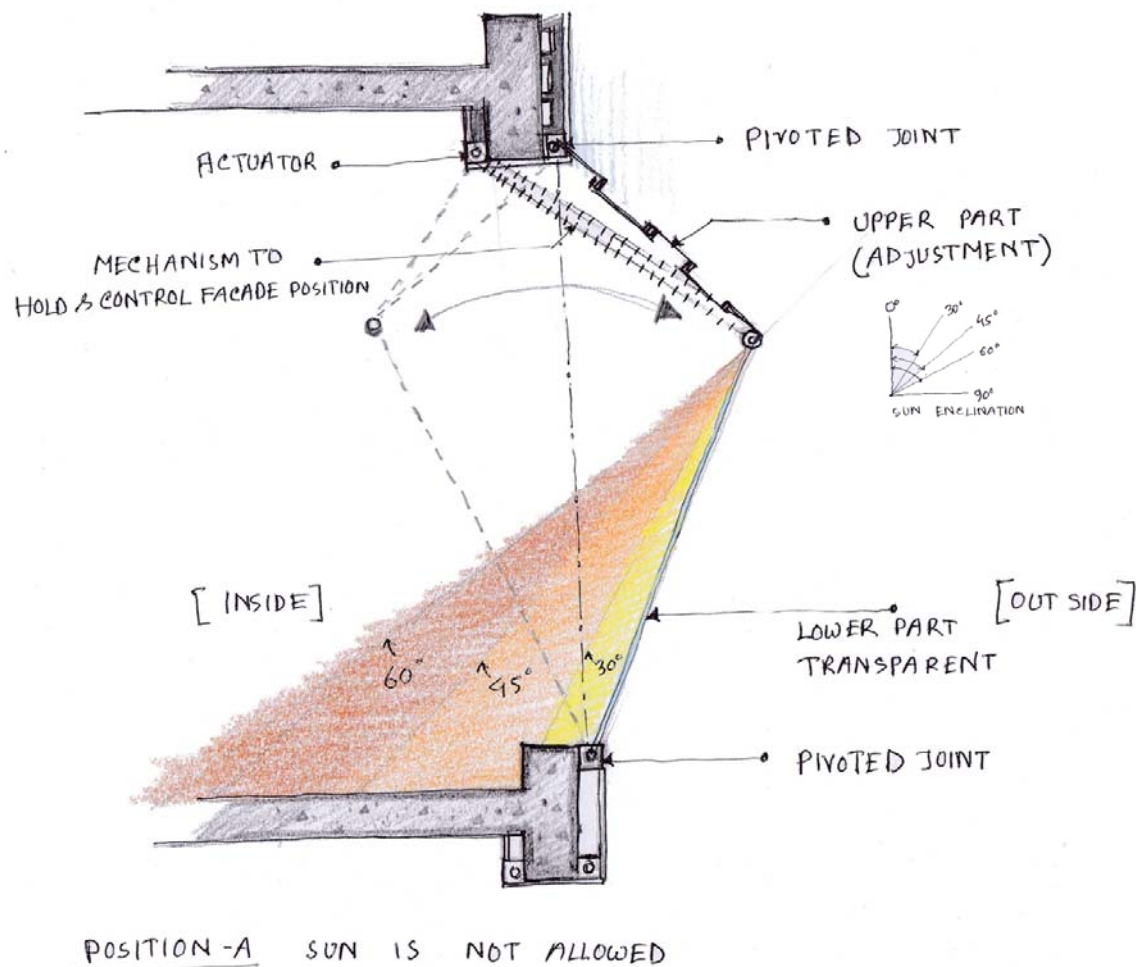 ACTUATOR
PIVOTED JOINT
UPPER PART
(ADJUSTMENT)
MECHANISM TO
HOLD & CONTROL FACADE POSITION
0°
30°
45°
60°
90°
SUN ENCLINATION
[INSIDE]
[OUT SIDE]
60°
45°
30°
LOWER PART
TRANSPARENT
PIVOTED JOINT
POSITION-A SUN IS NOT ALLOWED